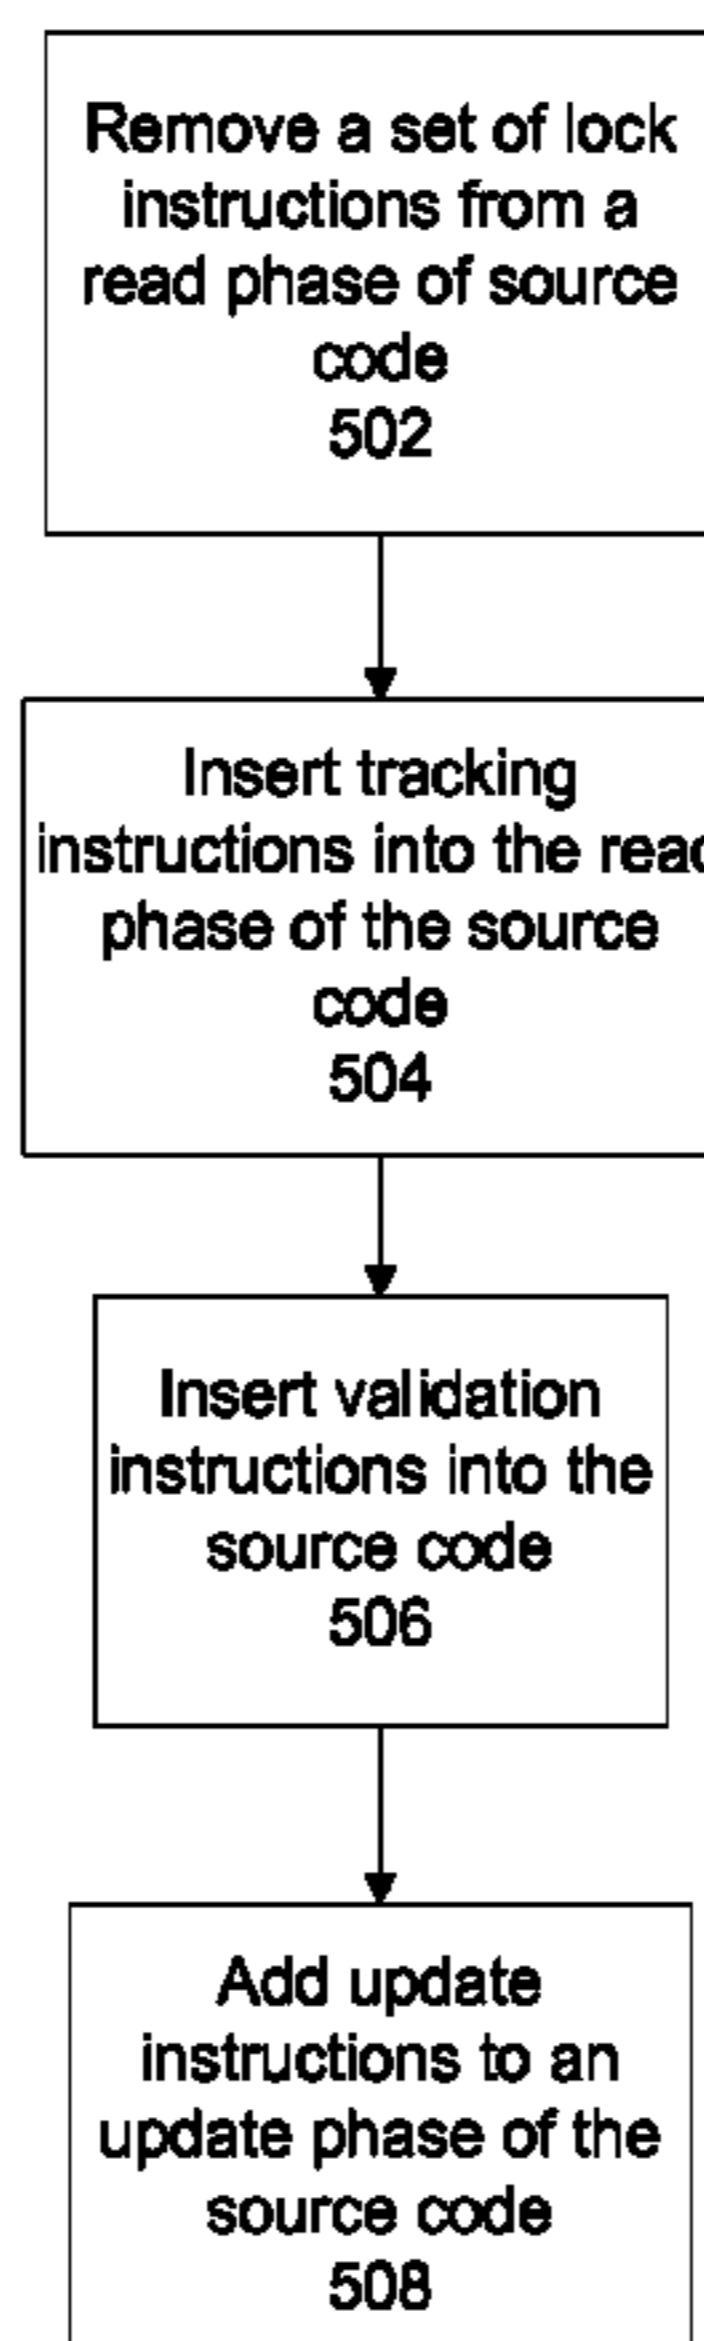 Remove a set of lock
instructions from a
read phase of source
code
502
Insert tracking
instructions into the read
phase of the source
code
504
Insert validation
instructions into the
source code
506
Add update
instructions to an
update phase of the
source code
508